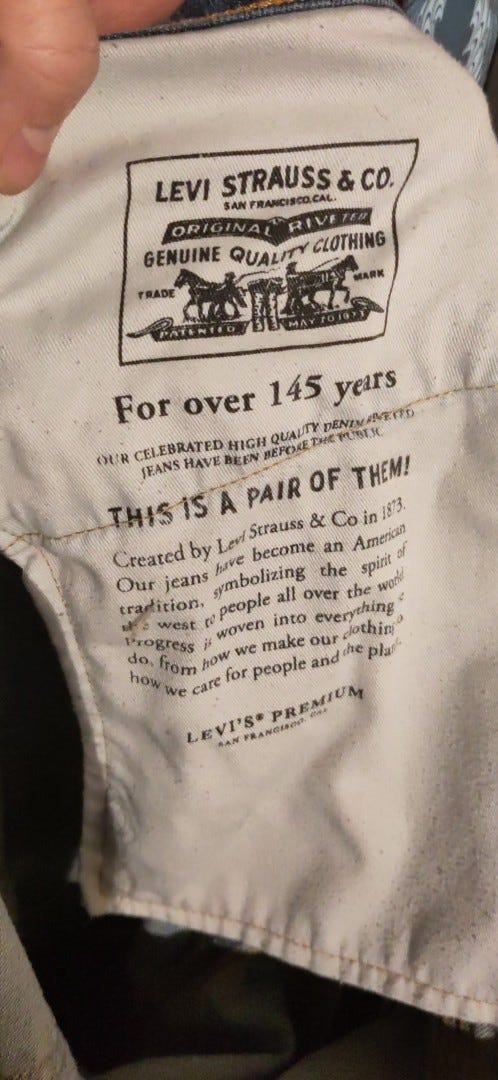 LEVI STRAUSS & CO.
SAN FRANCISCO, CAL.
ORIGINAL RIVETED
GENUINE QUALITY CLOTHING
TRADE MARK
PATENTED MAY 20 1873
For over 145 years
OUR CELEBRATED HIGH QUALITY DENIM RIVETED
JEANS HAVE BEEN BEFORE THE PUBLIC.
THIS IS A PAIR OF THEM!
Created by Levi Strauss & Co in 1873.
Our jeans have become an American
tradition, symbolizing the spirit of
the west to people all over the world
Progress is woven into everything
do, from how we make our clothing
how we care for people and the plan
LEVI'S® PREMIUM
SAN FRANCISCO, CAL